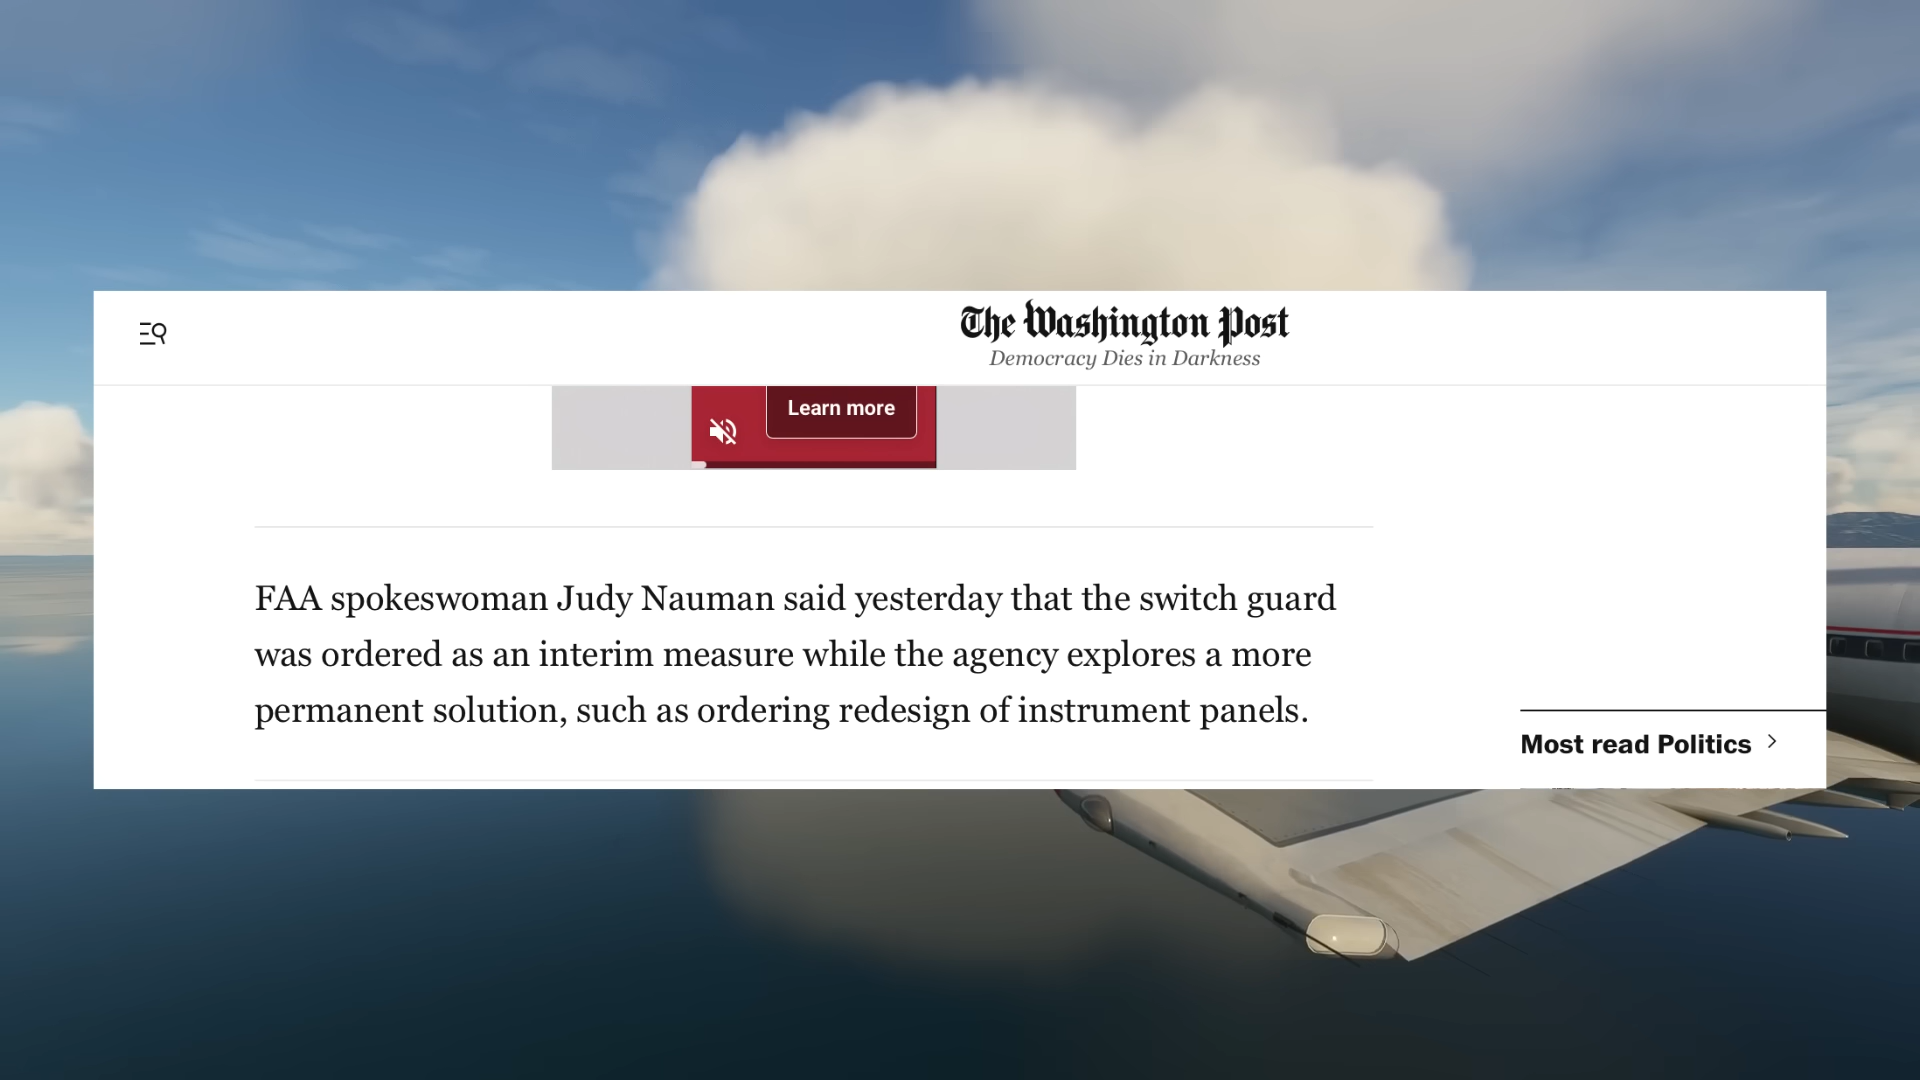 The Washington Post
Democracy Dies in Darkness
Learn more
FAA spokeswoman Judy Nauman said yesterday that the switch guard
was ordered as an interim measure while the agency explores a more
permanent solution, such as ordering redesign of instrument panels.
Most read Politics